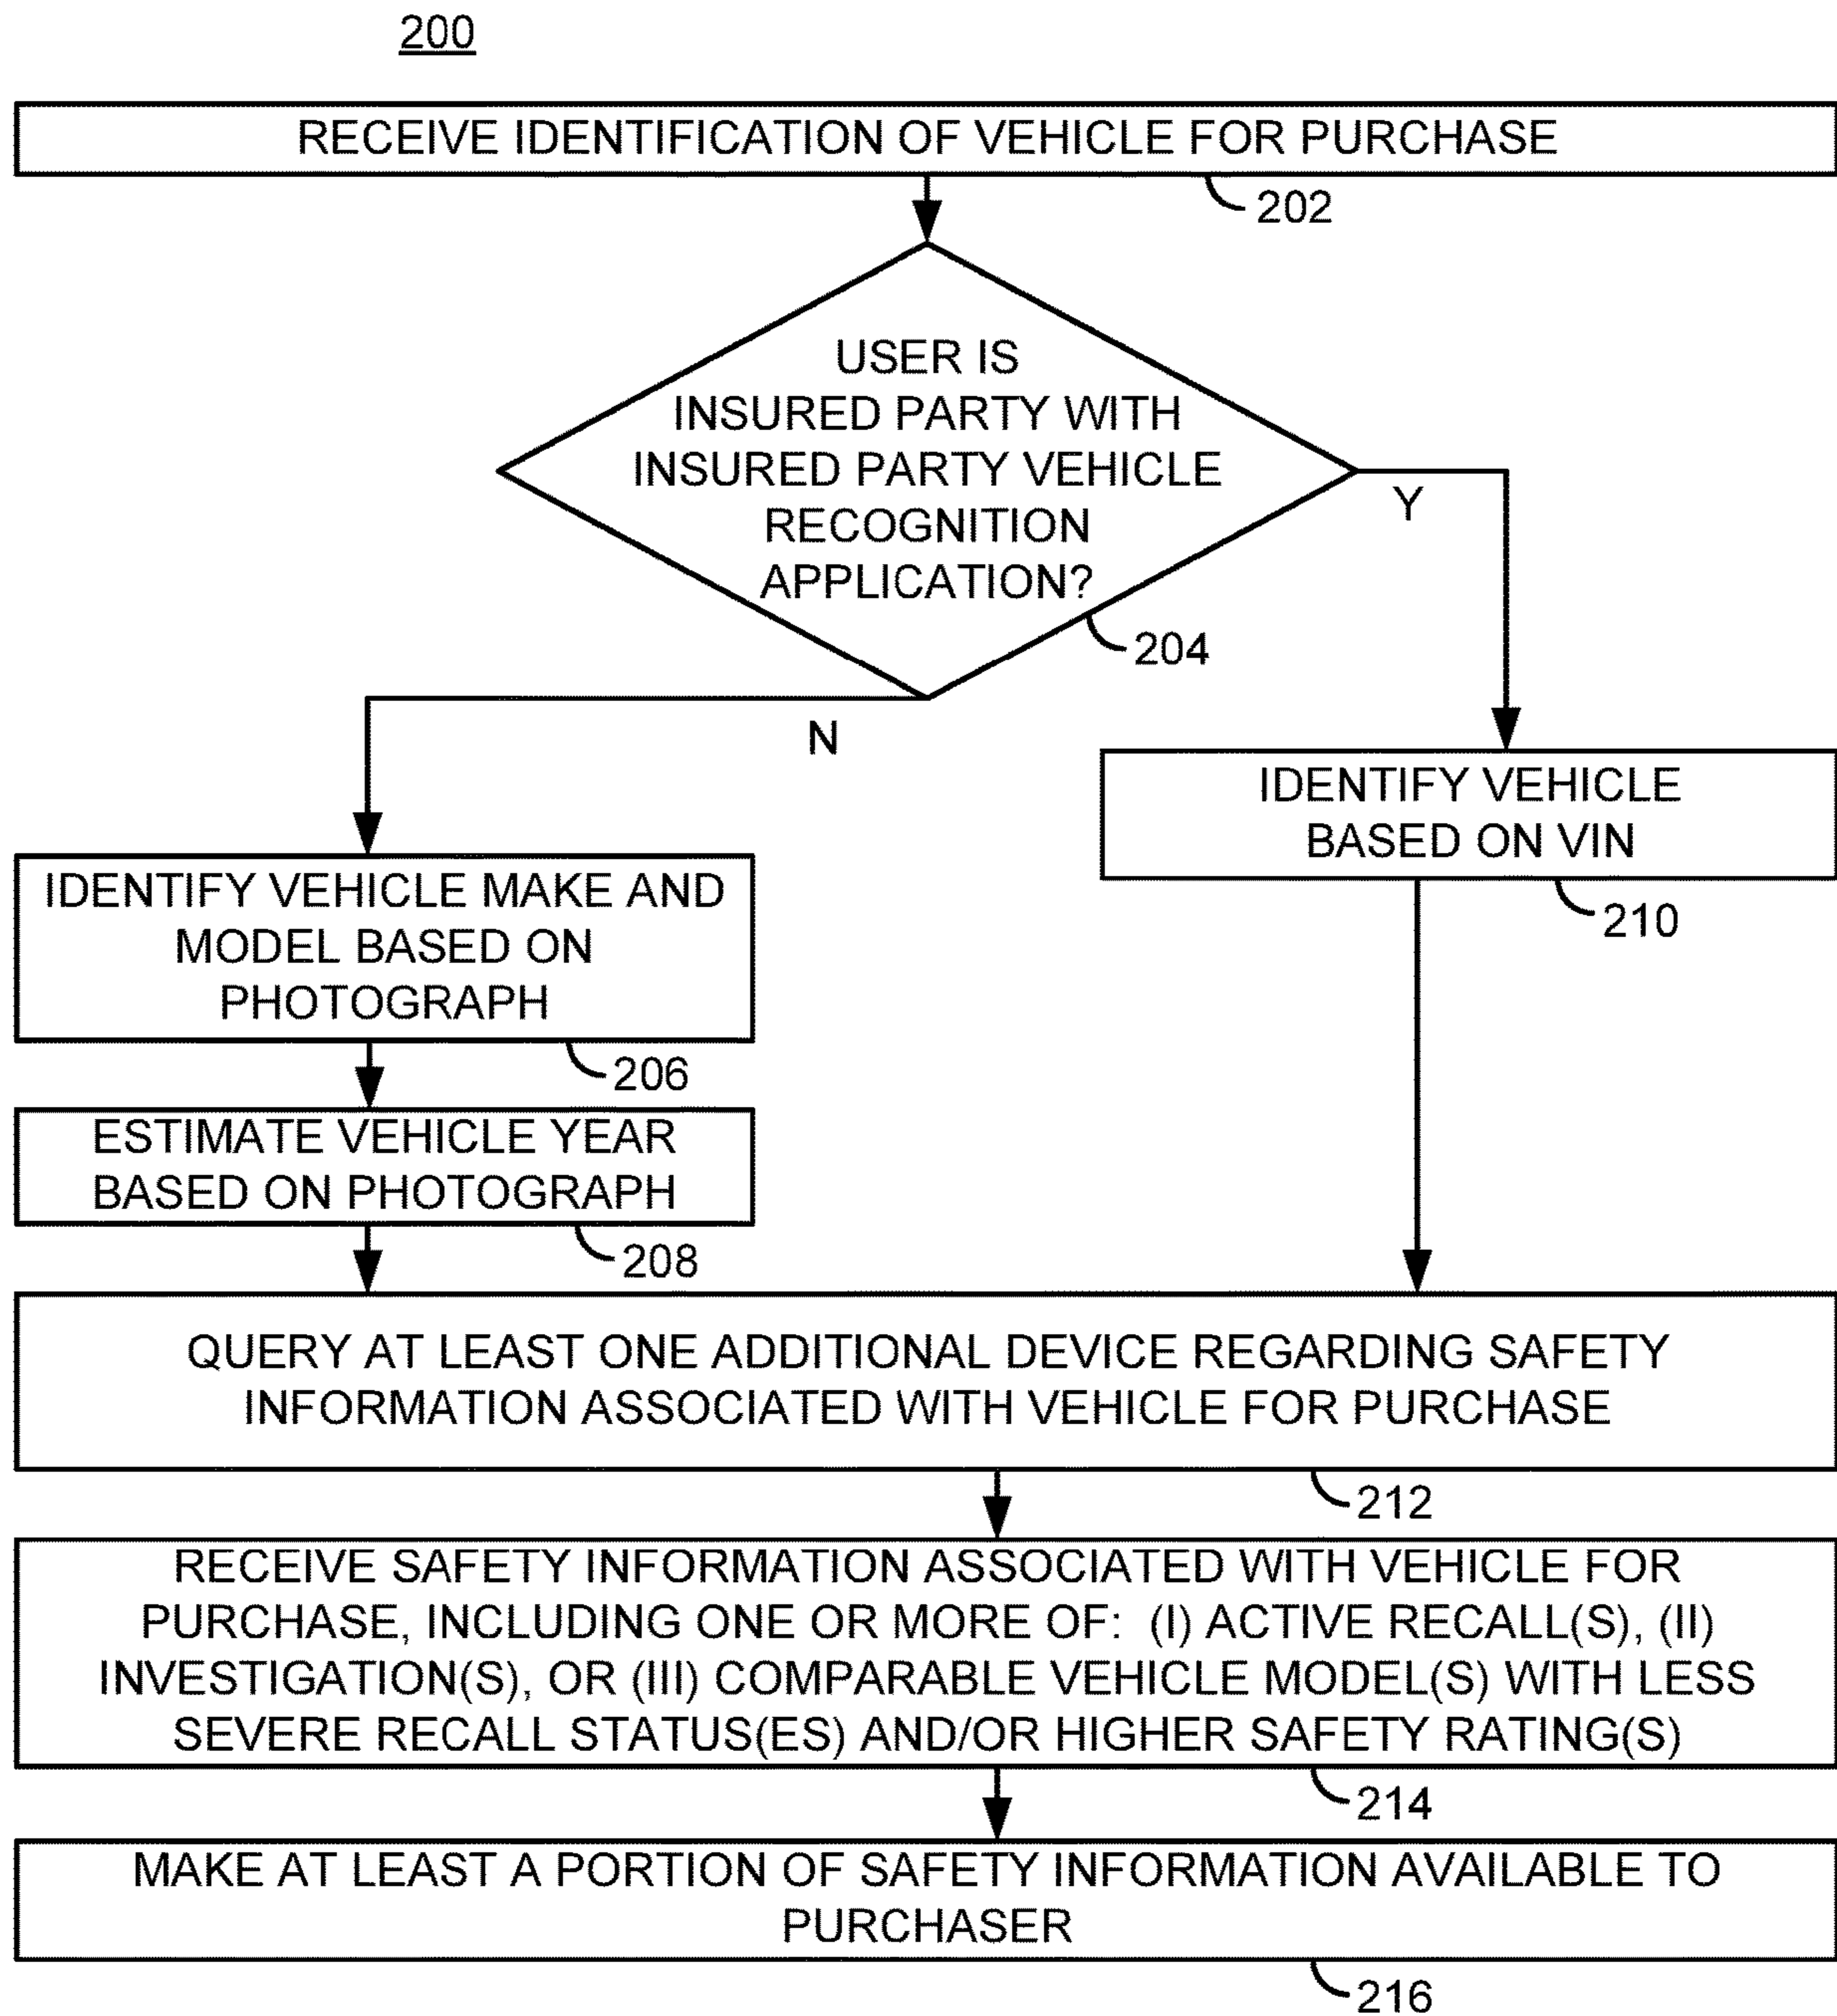 200
RECEIVE IDENTIFICATION OF VEHICLE FOR PURCHASE
202
USER IS
INSURED PARTY WITH
INSURED PARTY VEHICLE
RECOGNITION
APPLICATION?
204
Y
N
IDENTIFY VEHICLE
BASED ON VIN
210
IDENTIFY VEHICLE MAKE AND
MODEL BASED ON
PHOTOGRAPH
206
ESTIMATE VEHICLE YEAR
BASED ON PHOTOGRAPH
208
QUERY AT LEAST ONE ADDITIONAL DEVICE REGARDING SAFETY
INFORMATION ASSOCIATED WITH VEHICLE FOR PURCHASE
212
RECEIVE SAFETY INFORMATION ASSOCIATED WITH VEHICLE FOR
PURCHASE, INCLUDING ONE OR MORE OF: (I) ACTIVE RECALL(S), (II)
INVESTIGATION(S), OR (III) COMPARABLE VEHICLE MODEL(S) WITH LESS
SEVERE RECALL STATUS(ES) AND/OR HIGHER SAFETY RATING(S)
214
MAKE AT LEAST A PORTION OF SAFETY INFORMATION AVAILABLE TO
PURCHASER
216